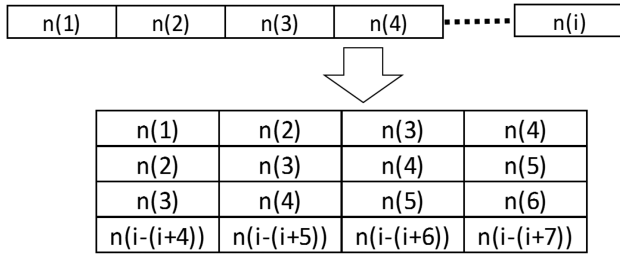 n(1) n(2) n(3) n(4) n(i)
n(1) n(2) n(3) n(4)
n(2) n(3) n(4) n(5)
n(3) n(4) n(5) n(6)
n(i-(i+4)) n(i-(i+5)) n(i-(i+6)) n(i-(i+7))